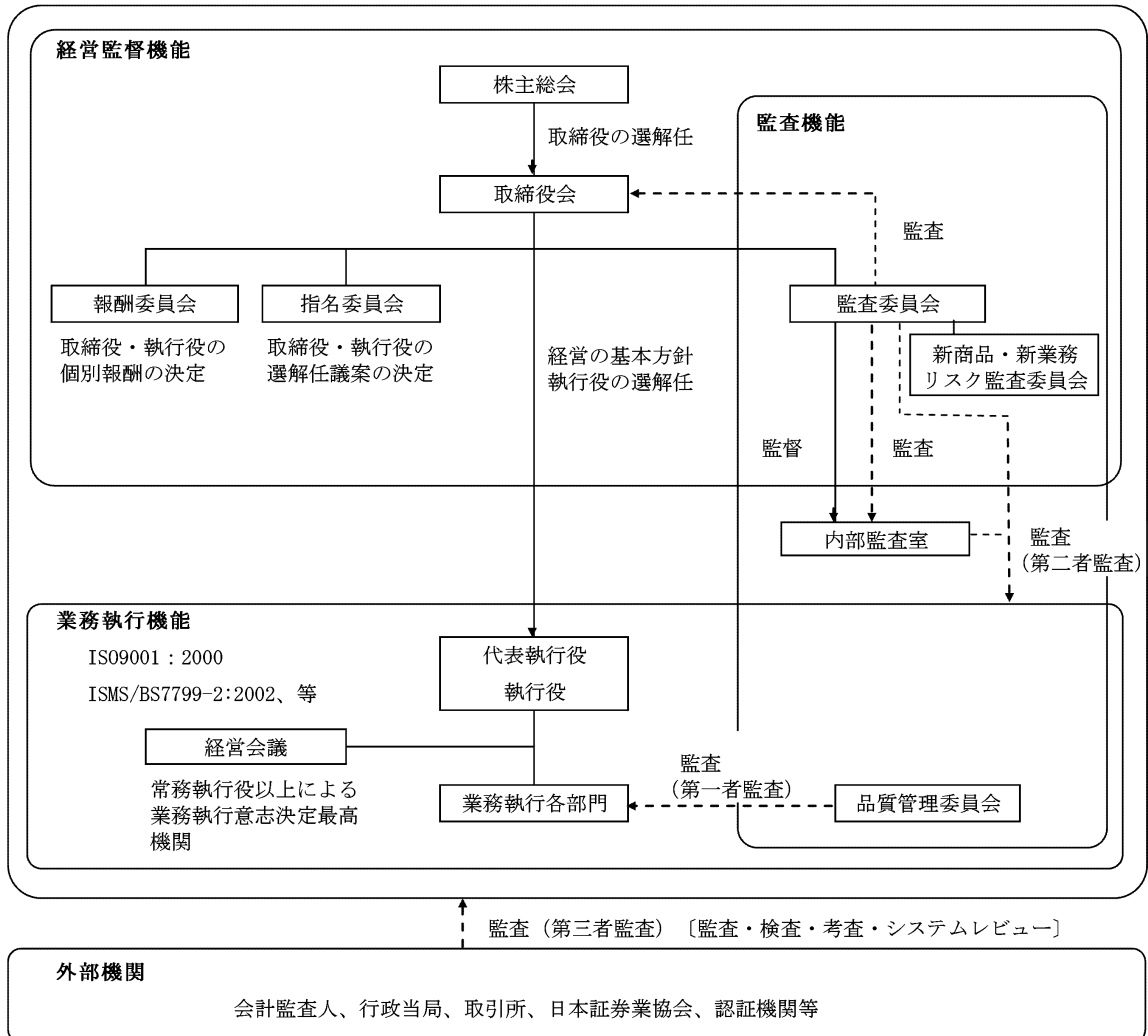 経営監督機能
株主総会
取締役の選解任
監査機能
取締役会
監査
報酬委員会
指名委員会
監査委員会
取締役・執行役の
個別報酬の決定
取締役・執行役の
選解任議案の決定
経営の基本方針
執行役の選解任
新商品・新業務
リスク監査委員会
監督
監査
内部監査室
監査
(第二者監査)
業務執行機能
ISO9001:2000
ISMS/BS7799-2:2002、等
代表執行役
執行役
経営会議
常務執行役以上による
業務執行意志決定最高
機関
業務執行各部門
監査
(第一者監査)
品質管理委員会
監査(第三者監査)〔監査・検査・考査・システムレビュー〕
外部機関
会計監査人、行政当局、取引所、日本証券業協会、認証機関等